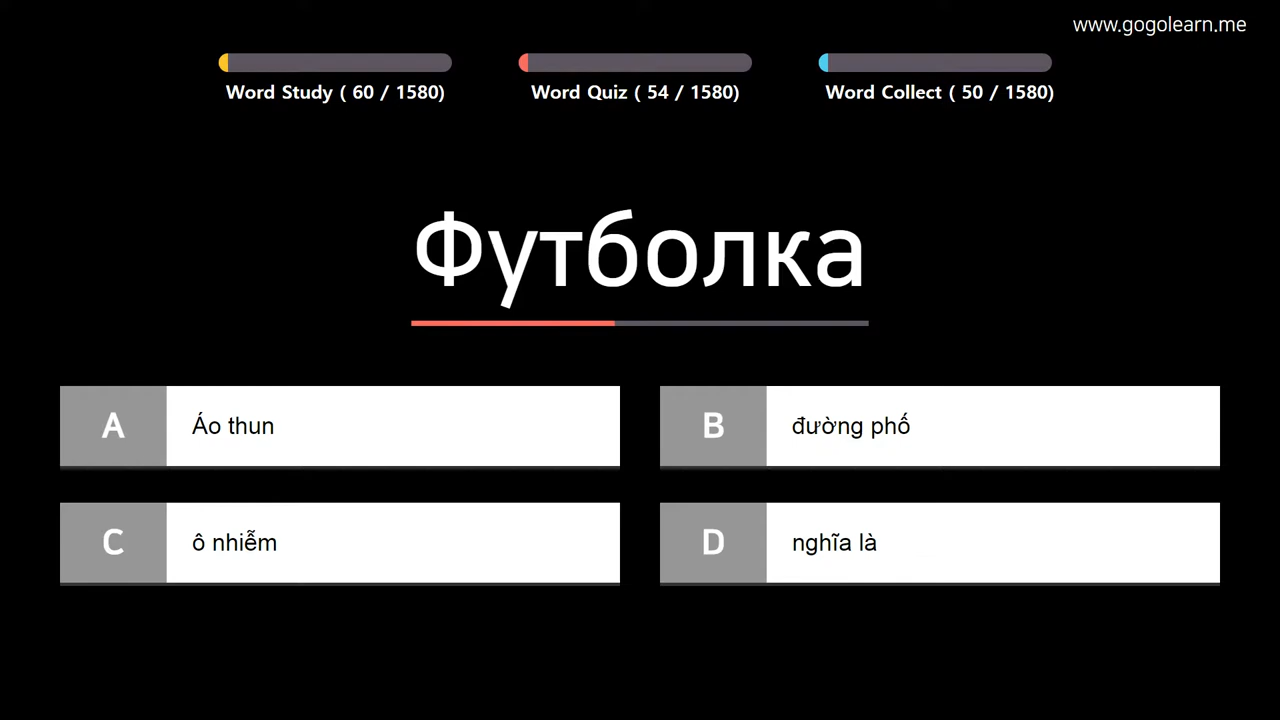 www.gogolearn.me
Word Study ( 60 / 1580)
Word Quiz ( 54 / 1580)
Word Collect ( 50 / 1580)
Футболка
A
Áo thun
B
đường phố
C
ô nhiễm
D
nghĩa là